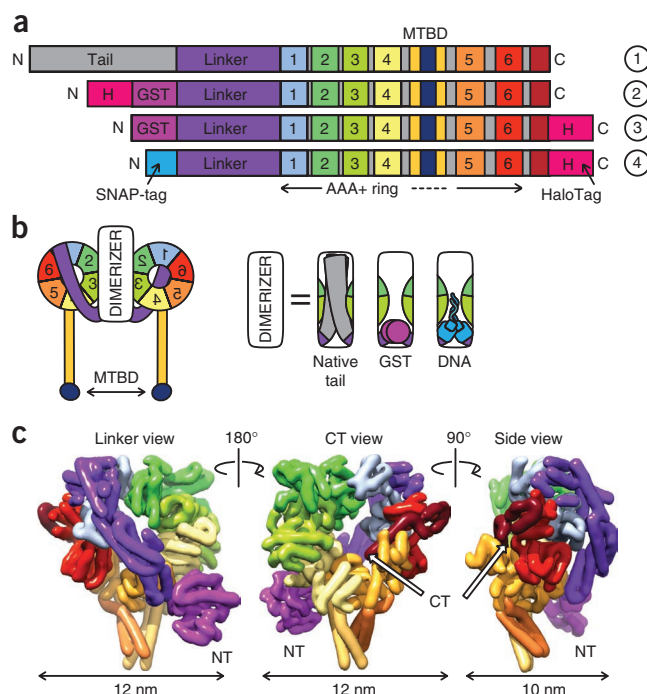 a
MTBD
N Tail Linker 1 2 3 4 5 6 C 1
N H GST Linker 1 2 3 4 5 6 C 2
N GST Linker 1 2 3 4 5 6 H C 3
N Linker 1 2 3 4 5 6 H C 4
SNAP-tag AAA+ ring HaloTag
b
6 5 2 3 DIMERIZER 2 3 1 6 5 4
MTBD
DIMERIZER =
Native tail GST DNA
c
Linker view 180° CT view 90° Side view
CT
NT NT
12 nm 12 nm 10 nm